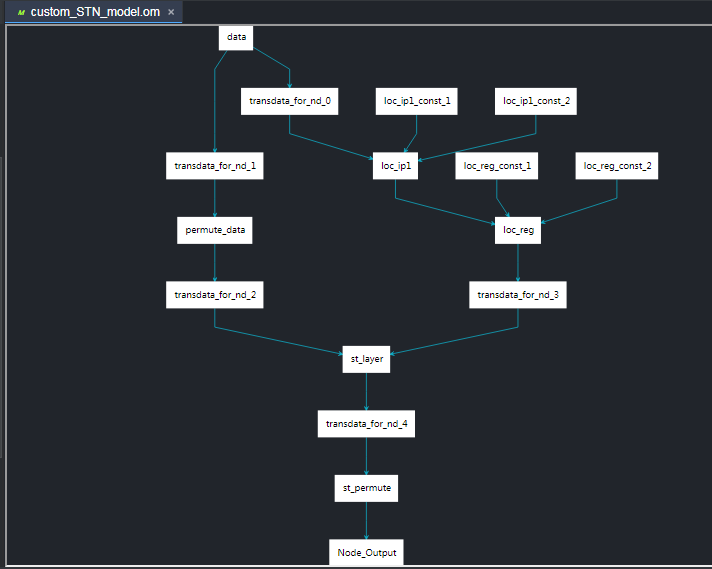 custom_STN_model.om ×
data
transdata_for_nd_0
loc_ip1_const_1
loc_ip1_const_2
transdata_for_nd_1
loc_ip1
loc_reg_const_1
loc_reg_const_2
permute_data
loc_reg
transdata_for_nd_2
transdata_for_nd_3
st_layer
transdata_for_nd_4
st_permute
Node_Output